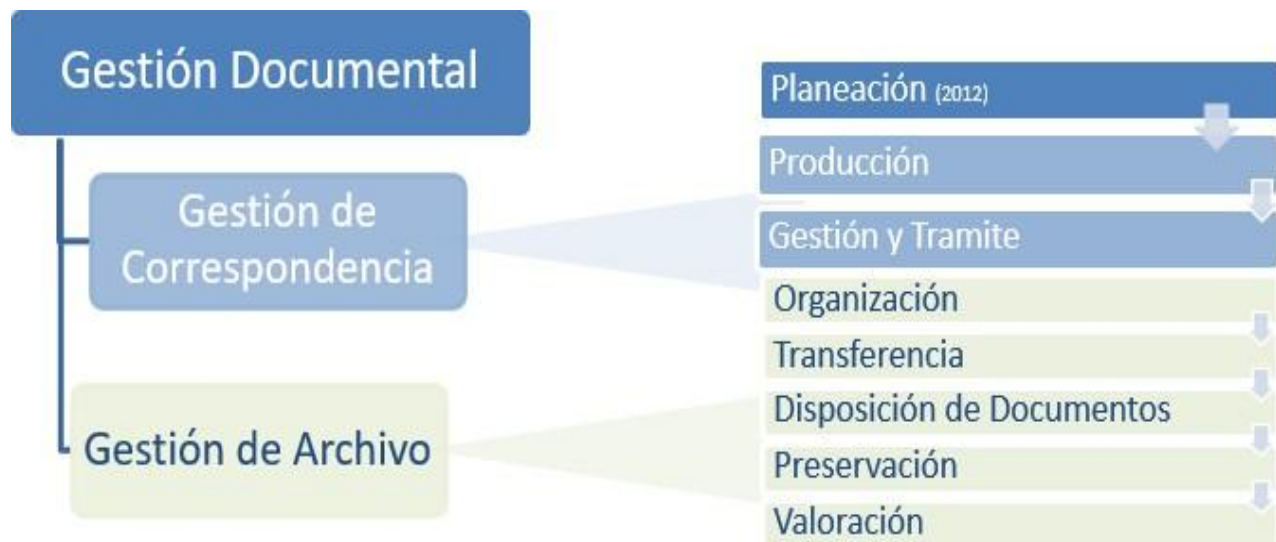 Gestión Documental
Gestión de
Correspondencia
Gestión de Archivo
Planeación (2012)
Producción
Gestión y Tramite
Organización
Transferencia
Disposición de Documentos
Preservación
Valoración